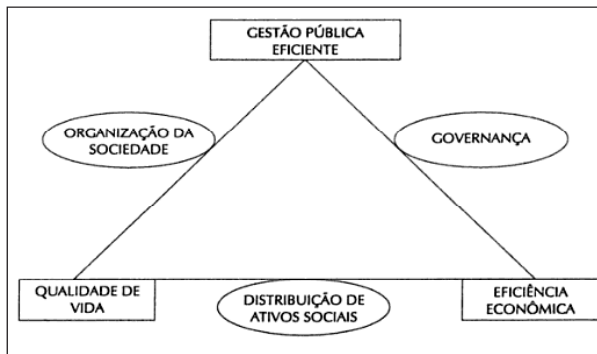 GESTÃO PÚBLICA
EFICIENTE
ORGANIZAÇÃO DA
SOCIEDADE
GOVERNANÇA
QUALIDADE DE
VIDA
DISTRIBUIÇÃO DE
ATIVOS SOCIAIS
EFICIÊNCIA
ECONÔMICA